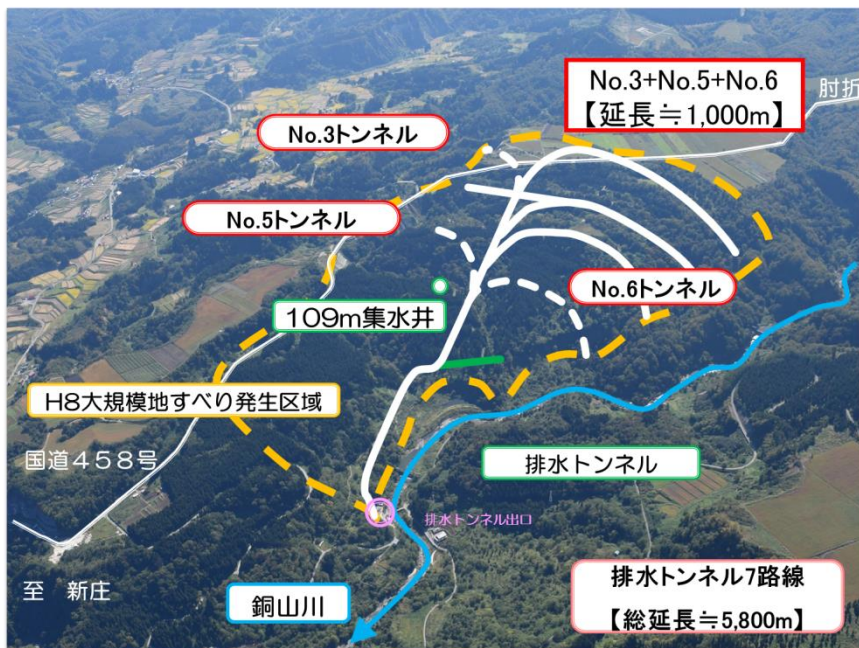 No.3+No.5+No.6
【延長≒1,000m】
肘折
No.3トンネル
No.5トンネル
No.6トンネル
109m集水井
H8大規模地すべり発生区域
国道458号
排水トンネル
排水トンネル出口
至 新庄
銅山川
排水トンネル7路線
【総延長≒5,800m】